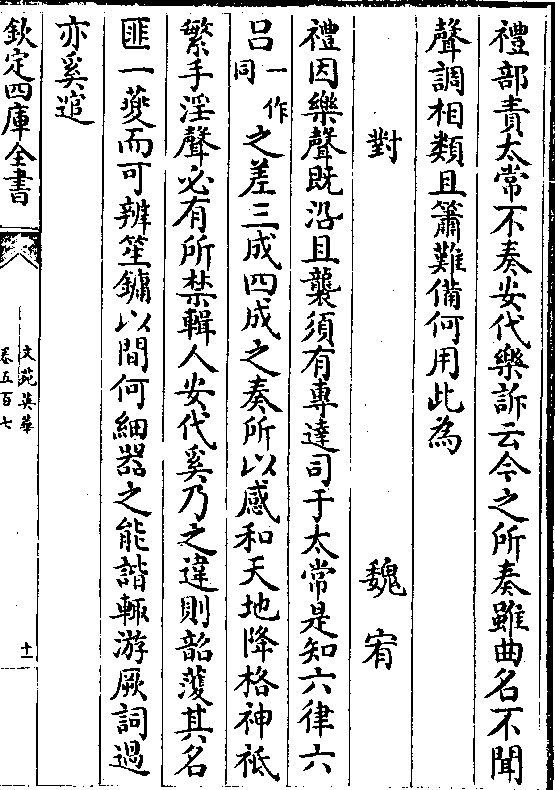 禮部責太常不奏安代樂訴云今之所奏雖曲名不聞
聲調相類且簫難備何用此為
對　魏宥
禮因樂聲既沿且襲須有專達司于太常是知六律六
呂一作同之差三成四成之奏所以感和天地降格神祗
繁手淫聲必有所禁輯人安代奚乃之違則韶濩其名
匪一夔而可辨笙鏞以間何細器之能諧輙游厥詞過
亦奚逭
欽定四庫全書
文苑英華
卷五百七
十一